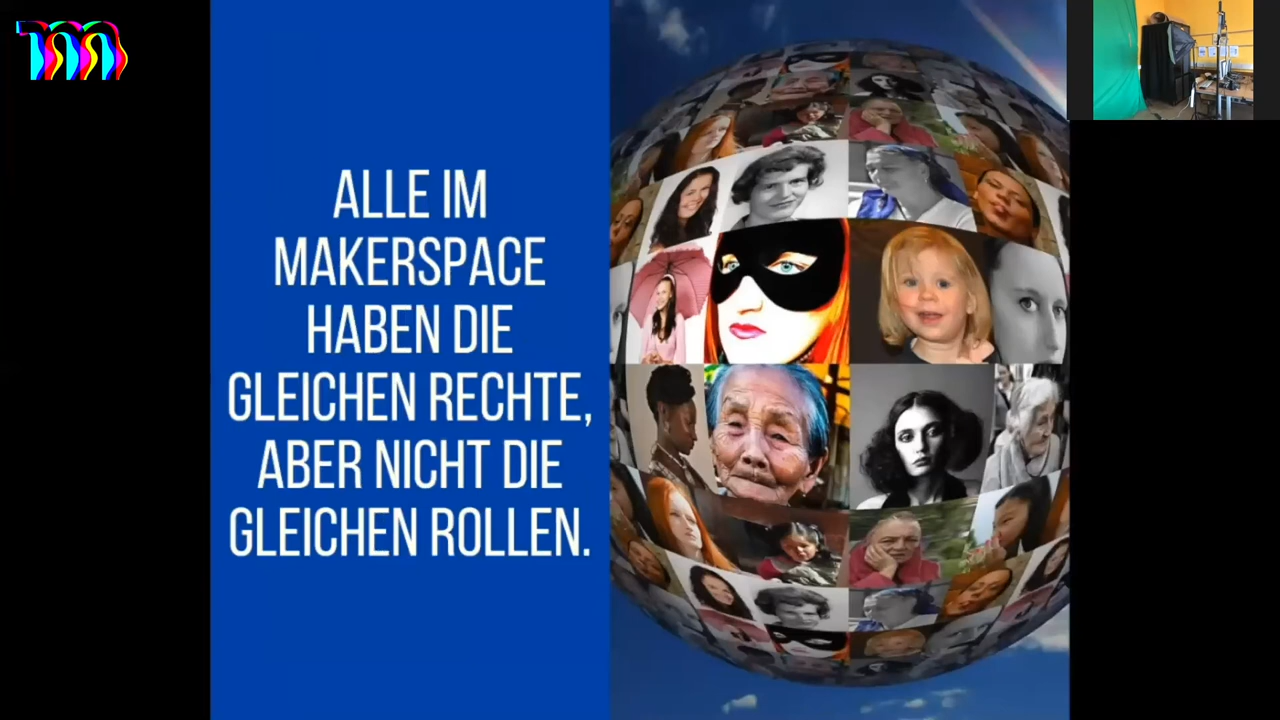 ALLE IM
MAKERSPACE
HABEN DIE
GLEICHEN RECHTE,
ABER NICHT DIE
GLEICHEN ROLLEN.